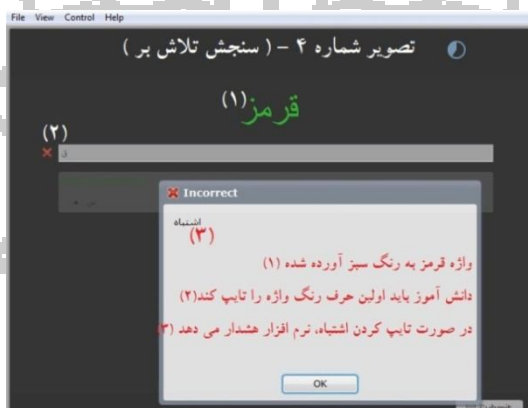 File View Control Help
تصویر شماره ۴ - ( سنجش تلاش بر )
قرمز (۱)
(۲)
ق
Incorrect
اشتباه
(۳)
واژه قرمز به رنگ سبز آورده شده (۱)
دانش آموز باید اولین حرف رنگ واژه را تایپ کند(۲)
در صورت تایپ کردن اشتباه، نرم افزار هشدار می دهد (۳)
OK
Submit